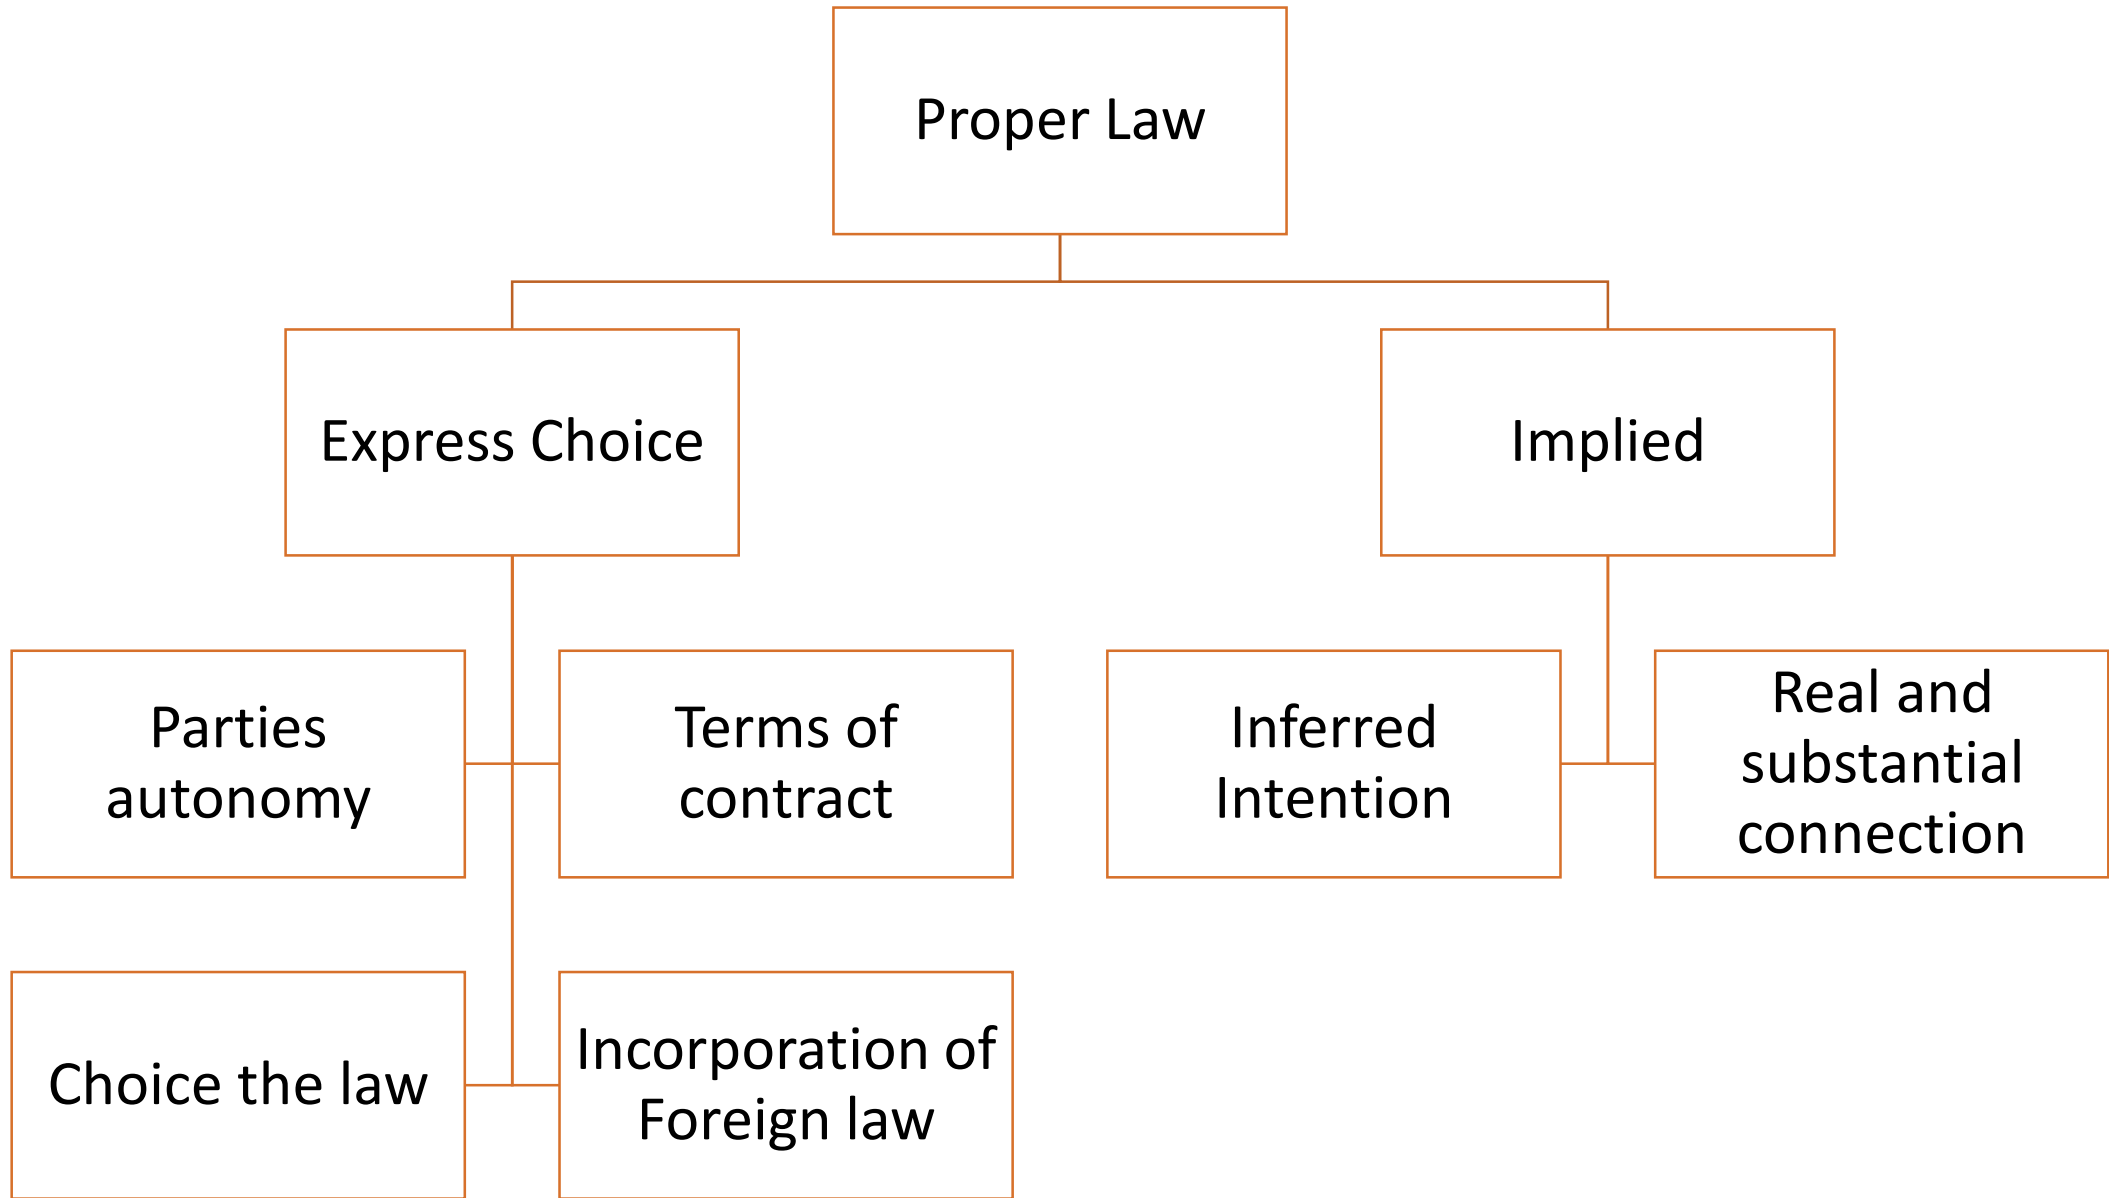 Proper Law
Express Choice
Implied
Parties
autonomy
Terms of
contract
Inferred
Intention
Real and
substantial
connection
Choice the law
Incorporation of
Foreign law